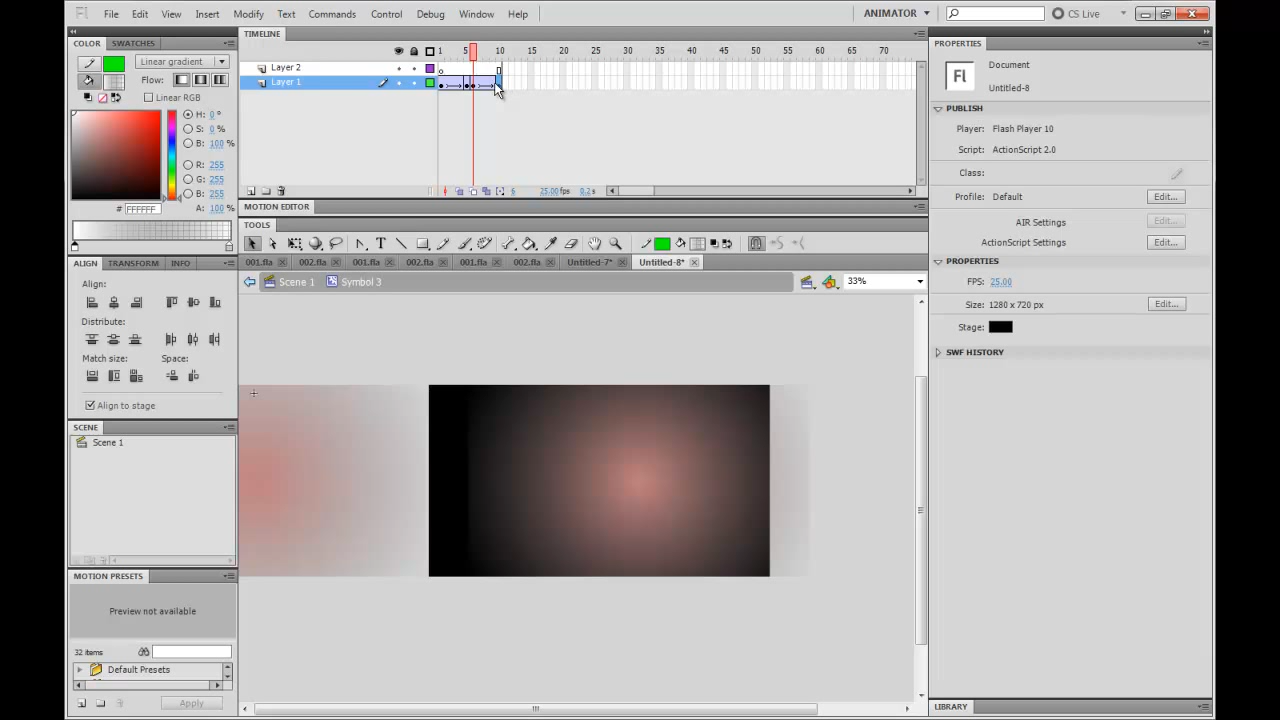 Fl File Edit View Insert Modify Text Commands Control Debug Window Help ANIMATOR CS Live
COLOR SWATCHES
Linear gradient
Flow:
Linear RGB
H: 0 °
S: 0 %
B: 100 %
R: 255
G: 255
B: 255
# FFFFFF A: 100 %
ALIGN TRANSFORM INFO
Align:
Distribute:
Match size: Space:
Align to stage
SCENE
Scene 1
MOTION PRESETS
Preview not available
32 items
Default Presets
Apply
TIMELINE
1 5 10 15 20 25 30 35 40 45 50 55 60 65 70
Layer 2
Layer 1
6 25.00 fps 0.2 s
MOTION EDITOR
TOOLS
T
001.fla 002.fla 001.fla 002.fla 001.fla 002.fla Untitled-7* Untitled-8*
Scene 1 Symbol 3 33%
PROPERTIES
Fl Document
Untitled-8
PUBLISH
Player: Flash Player 10
Script: ActionScript 2.0
Class:
Profile: Default Edit...
AIR Settings Edit...
ActionScript Settings Edit...
PROPERTIES
FPS: 25.00
Size: 1280 x 720 px Edit...
Stage:
SWF HISTORY
LIBRARY